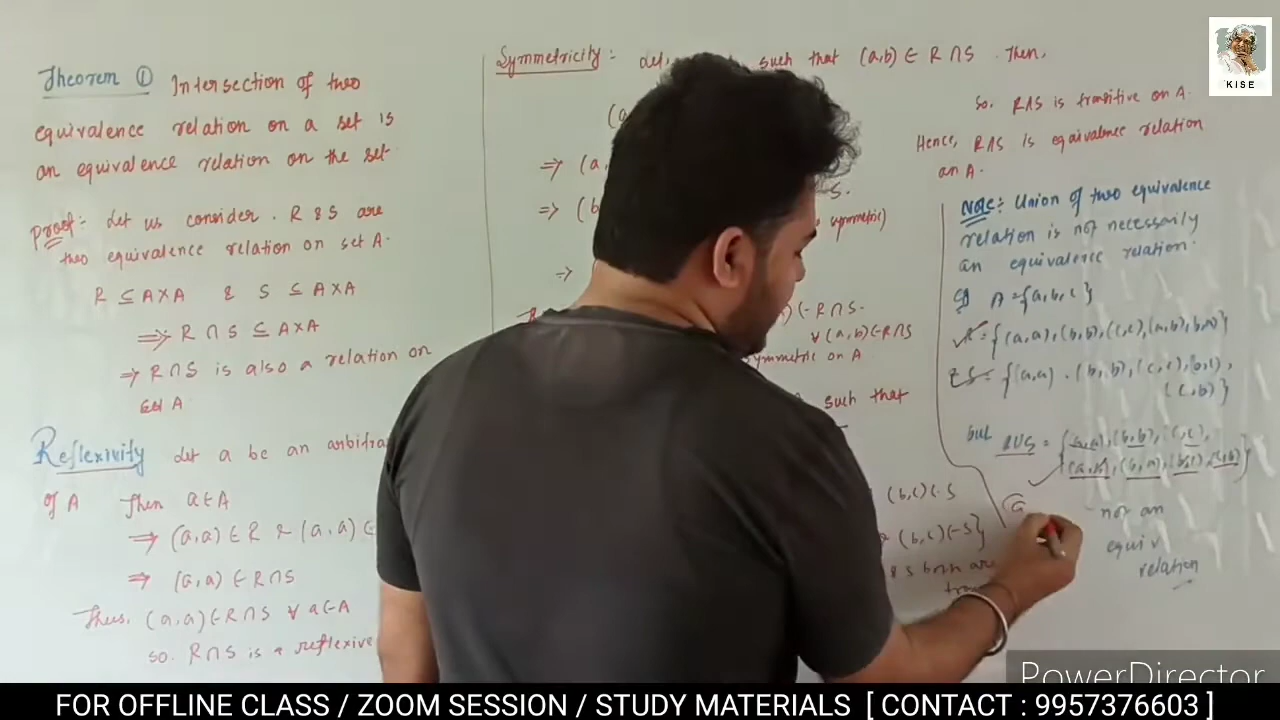 Theorem ① Intersection of two
equivalence relation on a set is
an equivalence relation on the set
Proof:- Let us consider. R & S are
two equivalence relation on set A.
R ⊆ A×A & S ⊆ A×A
⇒ R ∩ S ⊆ A×A
⇒ R∩S is also a relation on
set A
Reflexivity Let a be an
of A Then a∈A
⇒ (a,a) ∈ R & (a,a) ∈
⇒ (a,a) ∈ R∩S
Thus, (a,a) ∈ R∩S ∀ a∈A
so. R∩S is a reflexive
Symmetricity:- such that (a,b) ∈ R∩S. Then,
(a
⇒ (a,
S.
⇒ (b
symmetric)
⇒
) ∈ R∩S.
∀ (a,b) ∈ R∩S
symmetric on A.
such that
(b,c) ∈ S
(b,c) ∈ S}
& S both are
So. R∩S is transitive on A.
Hence, R∩S is equivalence relation
on A.
Note:- Union of two equivalence
relation is not necessarily
an equivalence relation.
eg A={a,b,c}
R={(a,a),(b,b),(c,c),(a,b),(b,a)}
S={(a,a).(b,b),(c,c),(b,c),
(c,b)}
but R∪S = {(a,a),(b,b),(c,c),
(a,b),(b,a),(b,c),(c,b)}
(a
not an
equiv
relation
KISE
PowerDirector
FOR OFFLINE CLASS / ZOOM SESSION / STUDY MATERIALS [ CONTACT : 9957376603 ]